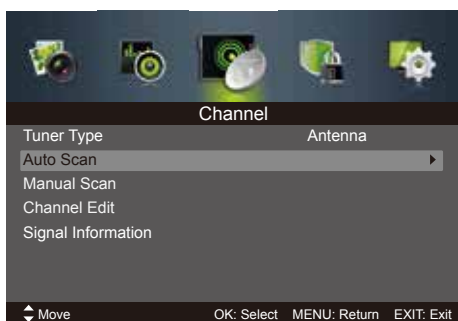 Channel
Tuner Type Antenna
Auto Scan
Manual Scan
Channel Edit
Signal Information
Move OK: Select MENU: Return EXIT: Exit